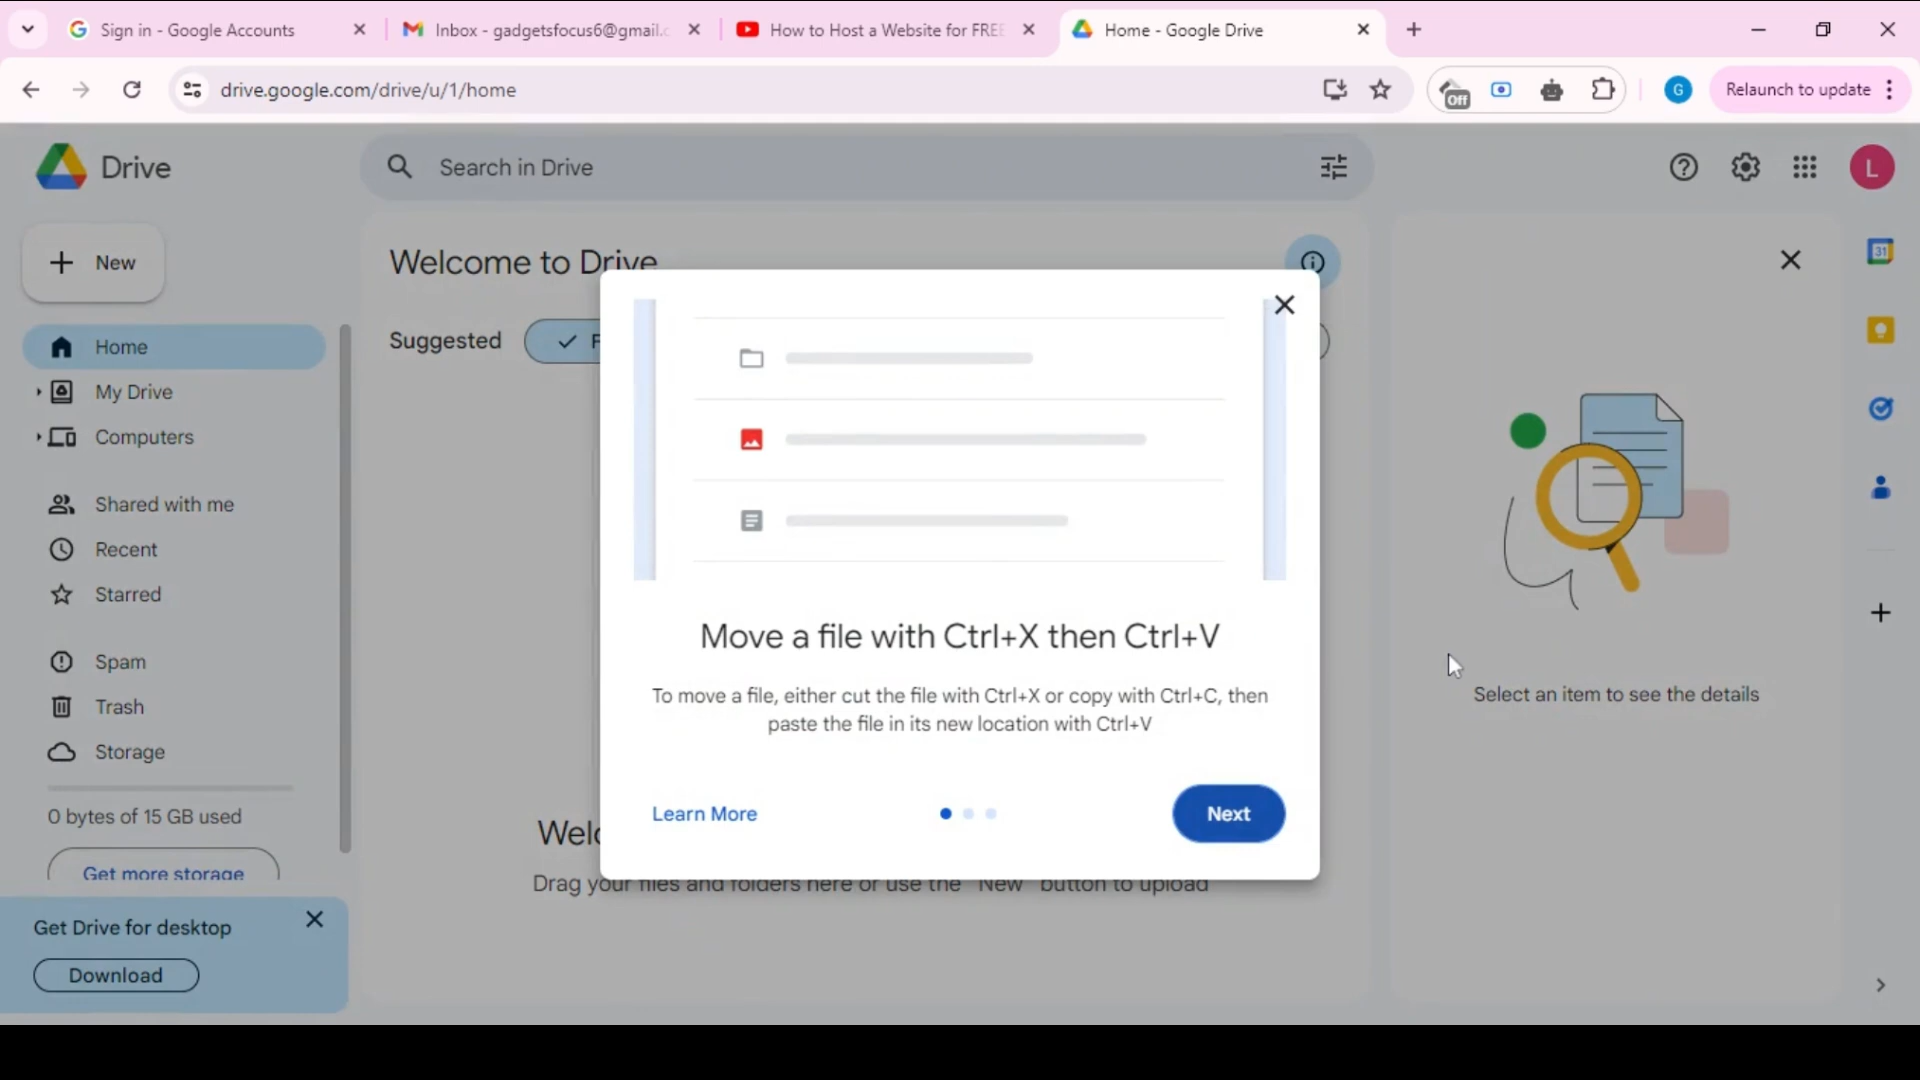 Sign in - Google Accounts
Inbox - gadgetsfocus6@gmail.c
How to Host a Website for FREE
Home - Google Drive
drive.google.com/drive/u/1/home
Off
G
Relaunch to update
Drive
Search in Drive
L
New
Welcome to Drive
31
Suggested
Home
My Drive
Computers
Shared with me
Recent
Starred
Spam
Trash
Storage
0 bytes of 15 GB used
Get more storage
Get Drive for desktop
Download
Move a file with Ctrl+X then Ctrl+V
To move a file, either cut the file with Ctrl+X or copy with Ctrl+C, then
paste the file in its new location with Ctrl+V
Learn More
Next
Drag your files and folders here or use the "New" button to upload
Select an item to see the details